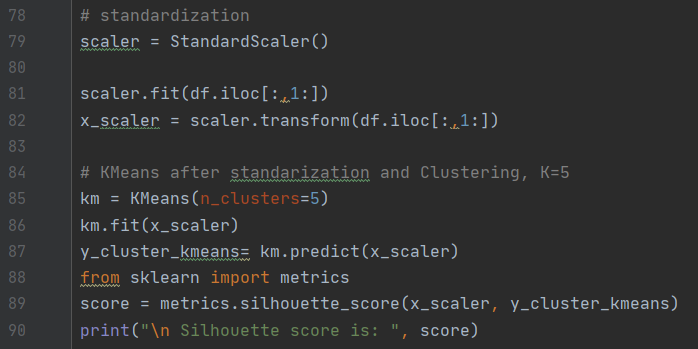 78 # standardization
79 scaler = StandardScaler()
80
81 scaler.fit(df.iloc[:,1:])
82 x_scaler = scaler.transform(df.iloc[:,1:])
83
84 # KMeans after standarization and Clustering, K=5
85 km = KMeans(n_clusters=5)
86 km.fit(x_scaler)
87 y_cluster_kmeans= km.predict(x_scaler)
88 from sklearn import metrics
89 score = metrics.silhouette_score(x_scaler, y_cluster_kmeans)
90 print("\n Silhouette score is: ", score)